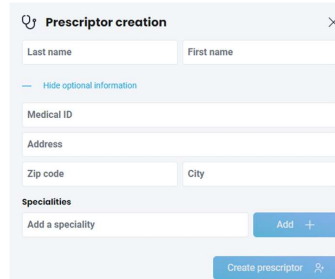 Prescriptor creation
Last name First name
Hide optional information
Medical ID
Address
Zip code City
Specialities
Add a speciality Add
Create prescriptor